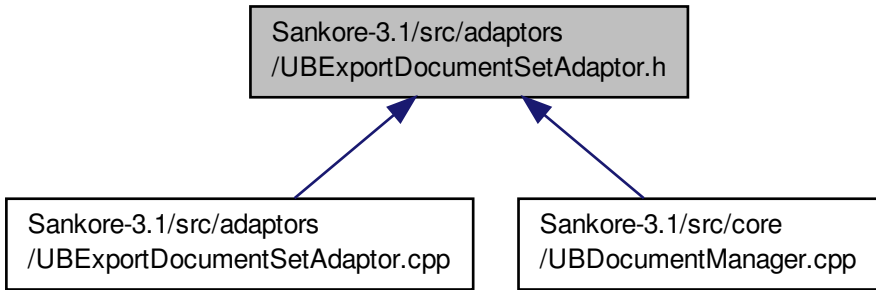 Sankore-3.1/src/adaptors
/UBExportDocumentSetAdaptor.h
Sankore-3.1/src/adaptors
/UBExportDocumentSetAdaptor.cpp
Sankore-3.1/src/core
/UBDocumentManager.cpp